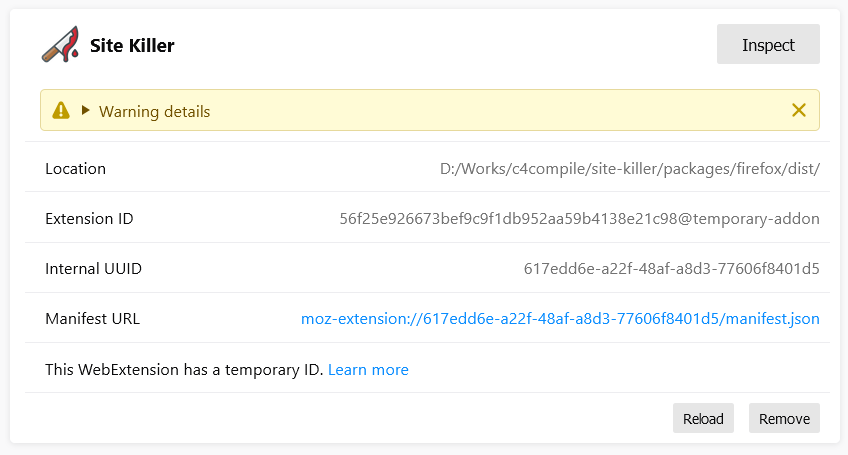 Site Killer
Inspect
Warning details
Location
D:/Works/c4compile/site-killer/packages/firefox/dist/
Extension ID
56f25e926673bef9c9f1db952aa59b4138e21c98@temporary-addon
Internal UUID
617edd6e-a22f-48af-a8d3-77606f8401d5
Manifest URL
moz-extension://617edd6e-a22f-48af-a8d3-77606f8401d5/manifest.json
This WebExtension has a temporary ID. Learn more
Reload
Remove